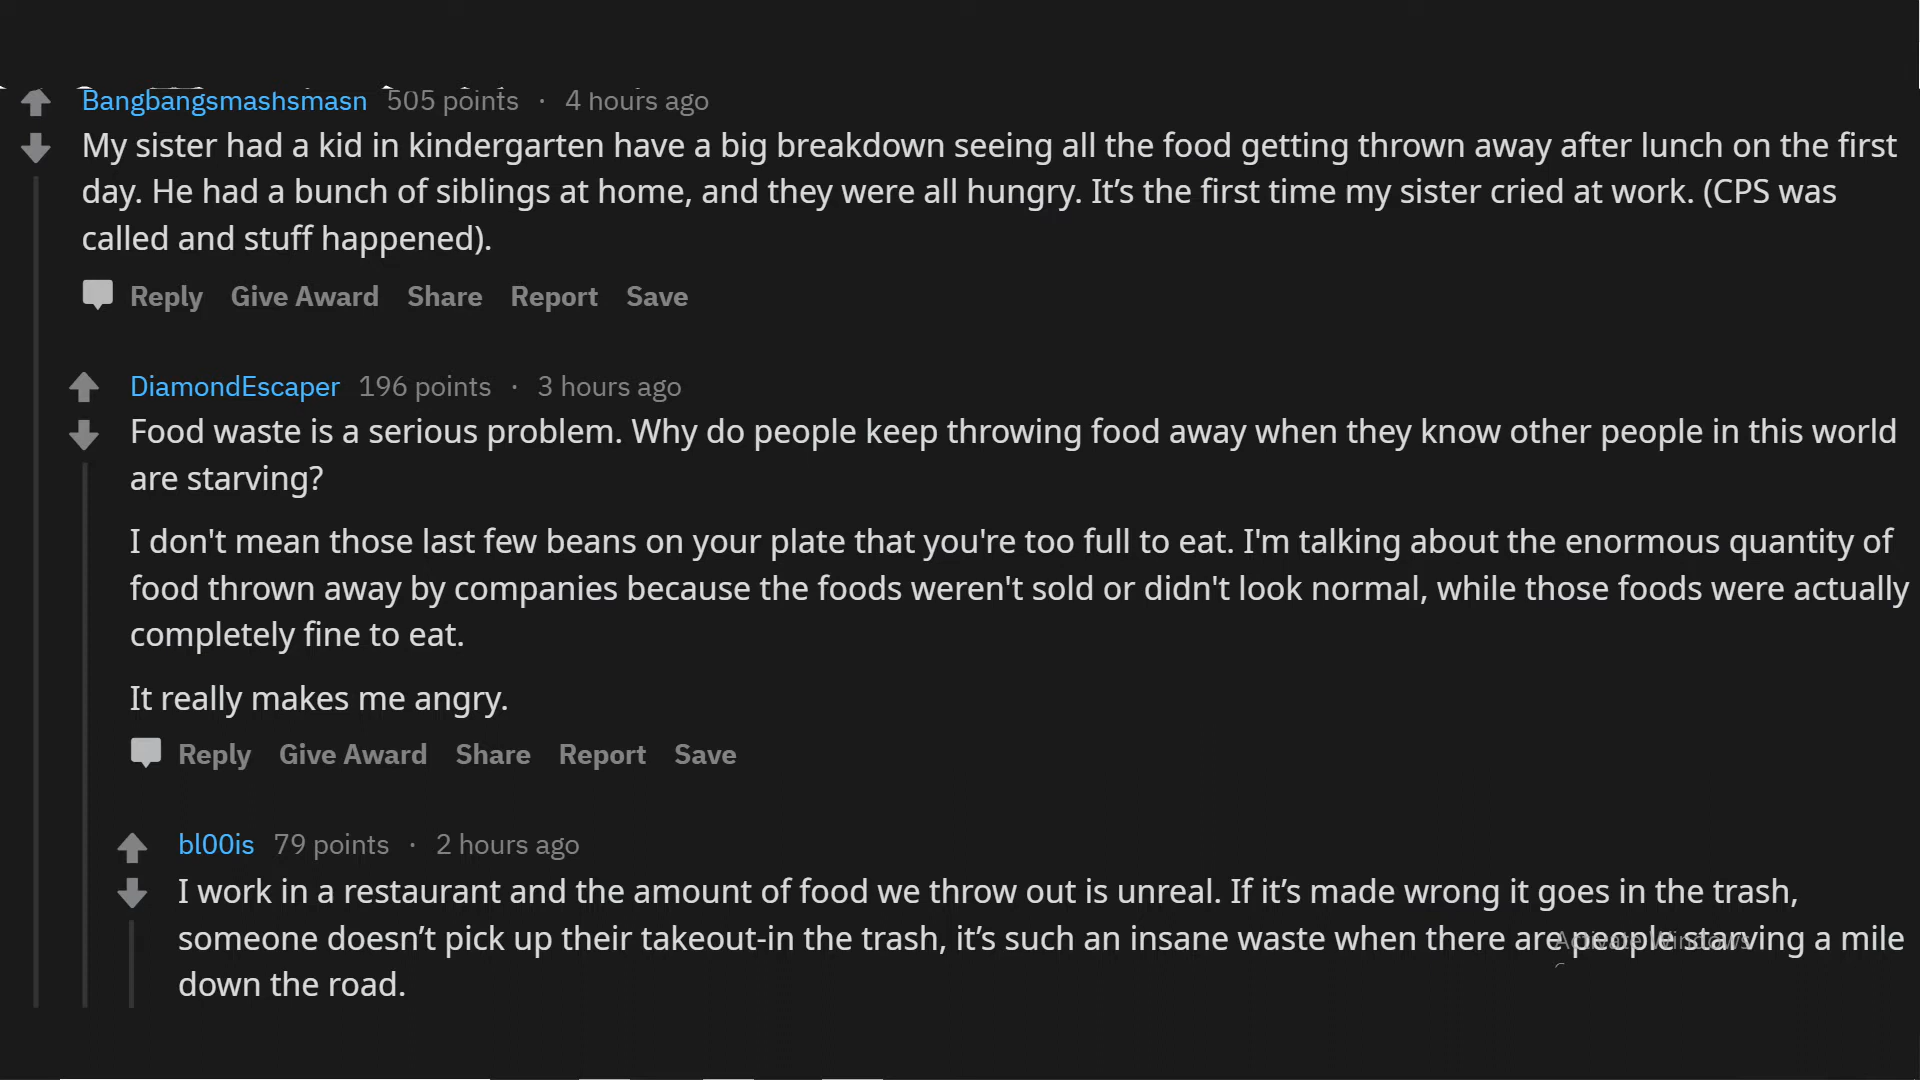 Bangbangsmashsmasn 505 points · 4 hours ago
My sister had a kid in kindergarten have a big breakdown seeing all the food getting thrown away after lunch on the first
day. He had a bunch of siblings at home, and they were all hungry. It’s the first time my sister cried at work. (CPS was
called and stuff happened).
Reply Give Award Share Report Save
DiamondEscaper 196 points · 3 hours ago
Food waste is a serious problem. Why do people keep throwing food away when they know other people in this world
are starving?
I don't mean those last few beans on your plate that you're too full to eat. I'm talking about the enormous quantity of
food thrown away by companies because the foods weren't sold or didn't look normal, while those foods were actually
completely fine to eat.
It really makes me angry.
Reply Give Award Share Report Save
bl00is 79 points · 2 hours ago
I work in a restaurant and the amount of food we throw out is unreal. If it’s made wrong it goes in the trash,
someone doesn’t pick up their takeout-in the trash, it’s such an insane waste when there are people starving a mile
down the road.
Activate Windows